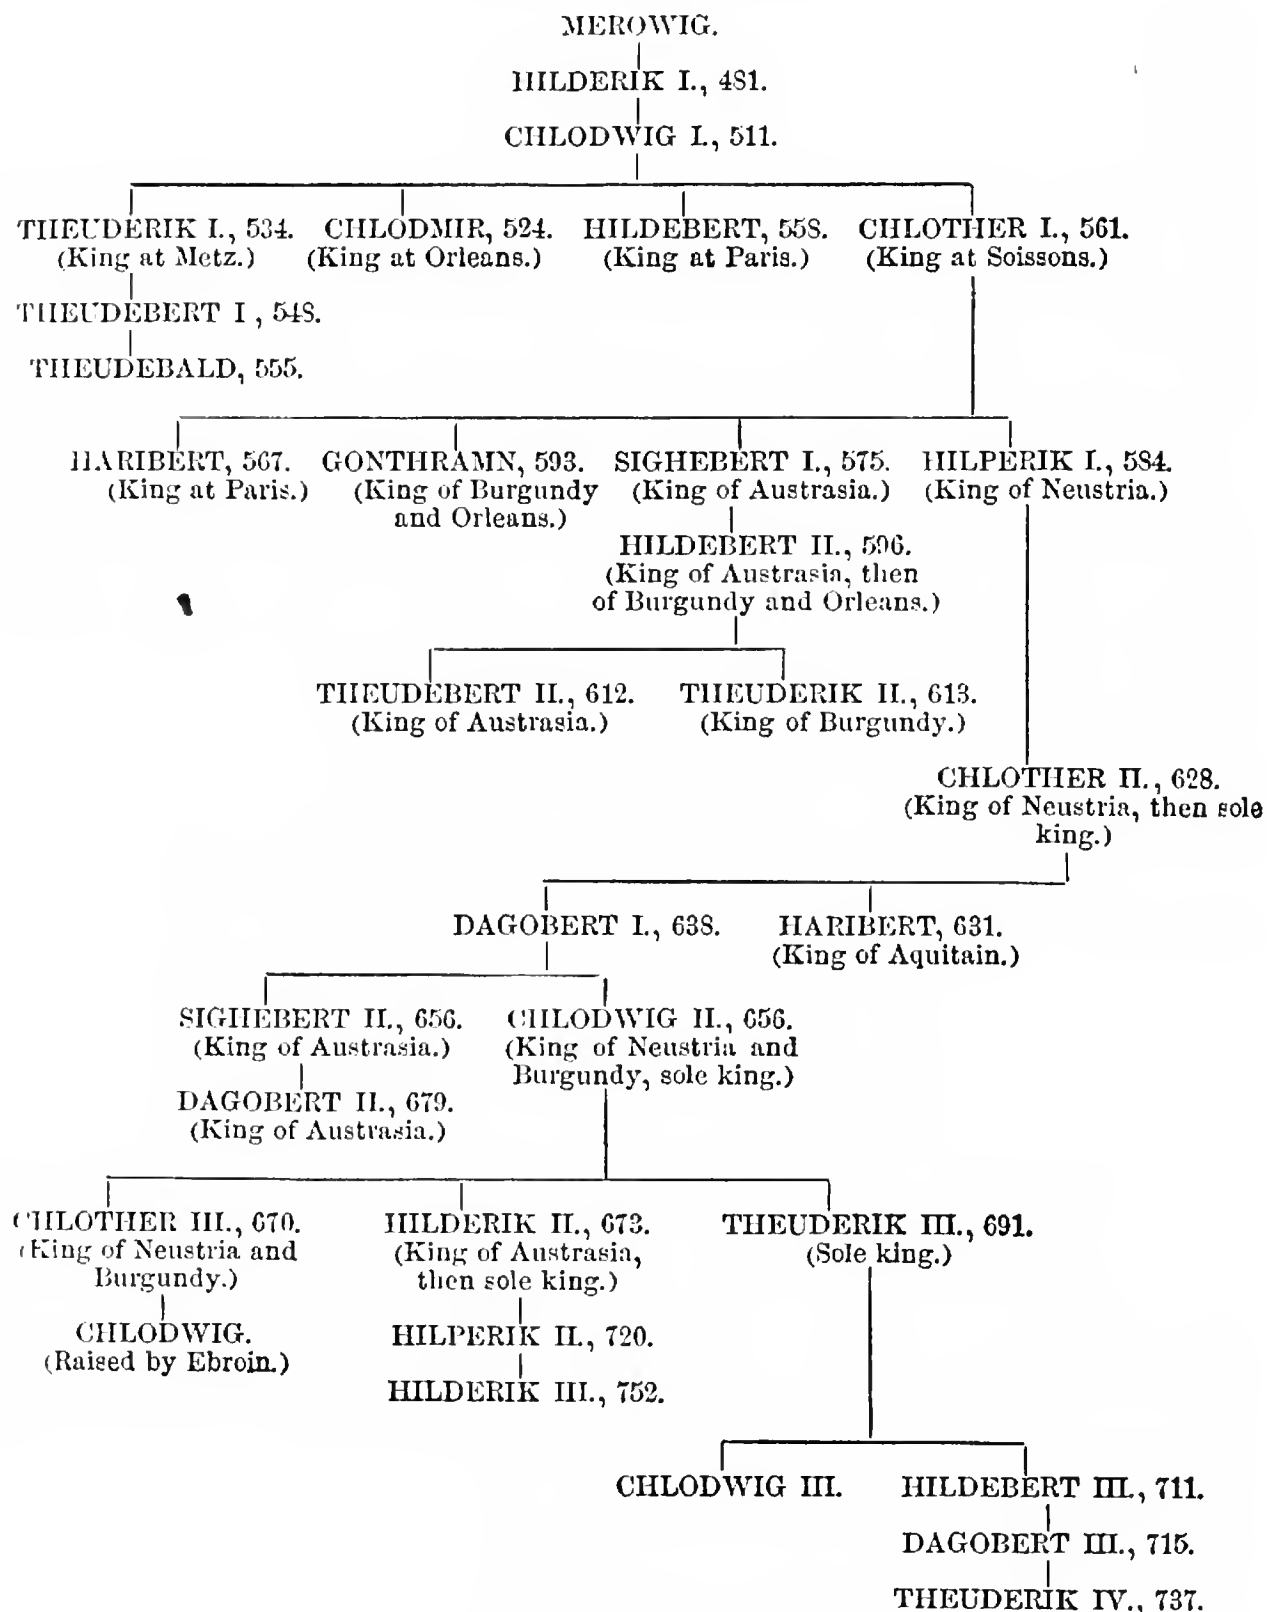 MEROWIG.
HILDERIK I., 481.
CHLODWIG I., 511.
THEUDERIK I., 534. CHLODMIR, 524. HILDEBERT, 558. CHLOTHER I., 561.
(King at Metz.) (King at Orleans.) (King at Paris.) (King at Soissons.)
THEUDEBERT I , 548.
THEUDEBALD, 555.
HARIBERT, 567. GONTHRAMN, 593. SIGHEBERT I., 575. HILPERIK I., 584.
(King at Paris.) (King of Burgundy (King of Austrasia.) (King of Neustria.)
and Orleans.)
HILDEBERT II., 596.
(King of Austrasia, then
of Burgundy and Orleans.)
THEUDEBERT II., 612. THEUDERIK II., 613.
(King of Austrasia.) (King of Burgundy.)
CHLOTHER II., 628.
(King of Neustria, then sole
king.)
DAGOBERT I., 638. HARIBERT, 631.
(King of Aquitain.)
SIGHEBERT II., 656. CHLODWIG II., 656.
(King of Austrasia.) (King of Neustria and
Burgundy, sole king.)
DAGOBERT II., 679.
(King of Austrasia.)
CHLOTHER III., 670. HILDERIK II., 673. THEUDERIK III., 691.
(King of Neustria and (King of Austrasia, (Sole king.)
Burgundy.) then sole king.)
CHLODWIG. HILPERIK II., 720.
(Raised by Ebroin.)
HILDERIK III., 752.
CHLODWIG III. HILDEBERT III., 711.
DAGOBERT III., 715.
THEUDERIK IV., 737.